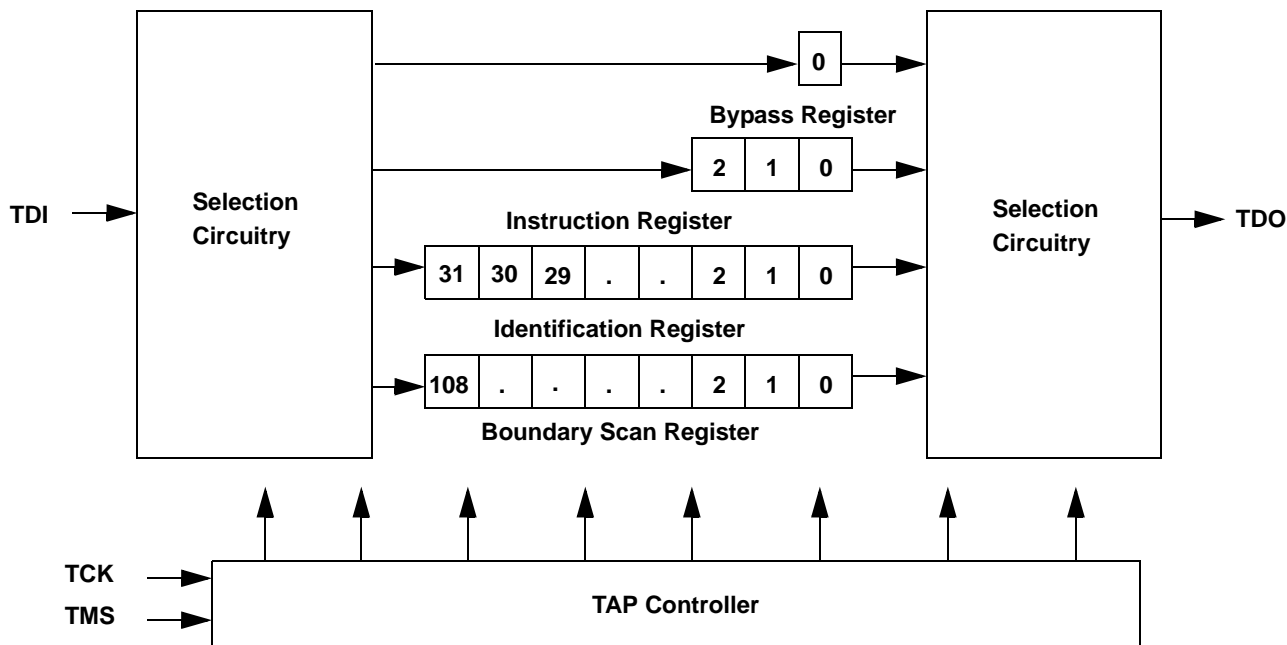 0
Bypass Register
2 1 0
Selection
Circuitry
Selection
Circuitry
TDI
TDO
Instruction Register
31 30 29 . . 2 1 0
Identification Register
108 . . . . 2 1 0
Boundary Scan Register
TCK
TMS
TAP Controller